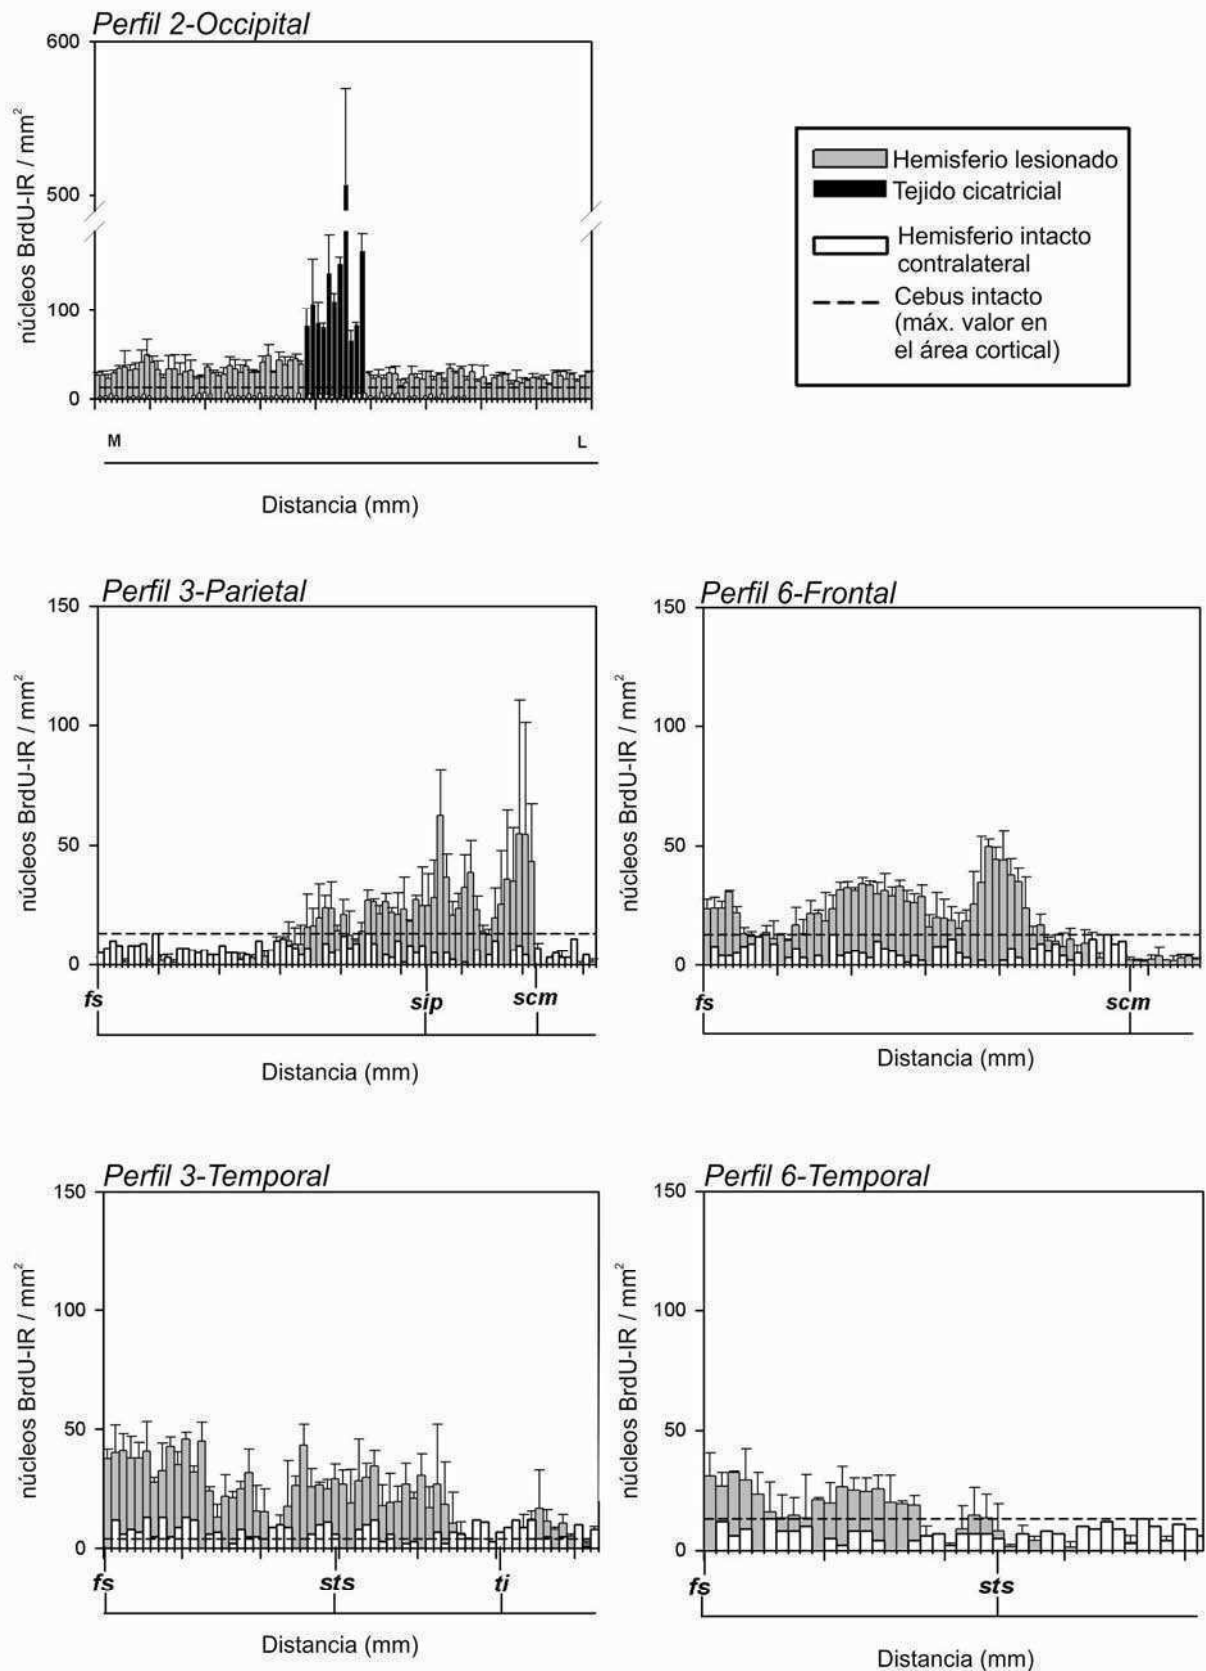 Perfil 2-Occipital
600
500
100
0
núcleos BrdU-IR / mm²
M
L
Distancia (mm)
Hemisferio lesionado
Tejido cicatricial
Hemisferio intacto
contralateral
Cebus intacto
(máx. valor en
el área cortical)
Perfil 3-Parietal
150
100
50
0
núcleos BrdU-IR / mm²
fs
sip
scm
Distancia (mm)
Perfil 6-Frontal
150
100
50
0
núcleos BrdU-IR / mm²
fs
scm
Distancia (mm)
Perfil 3-Temporal
150
100
50
0
núcleos BrdU-IR / mm²
fs
sts
ti
Distancia (mm)
Perfil 6-Temporal
150
100
50
0
núcleos BrdU-IR / mm²
fs
sts
Distancia (mm)